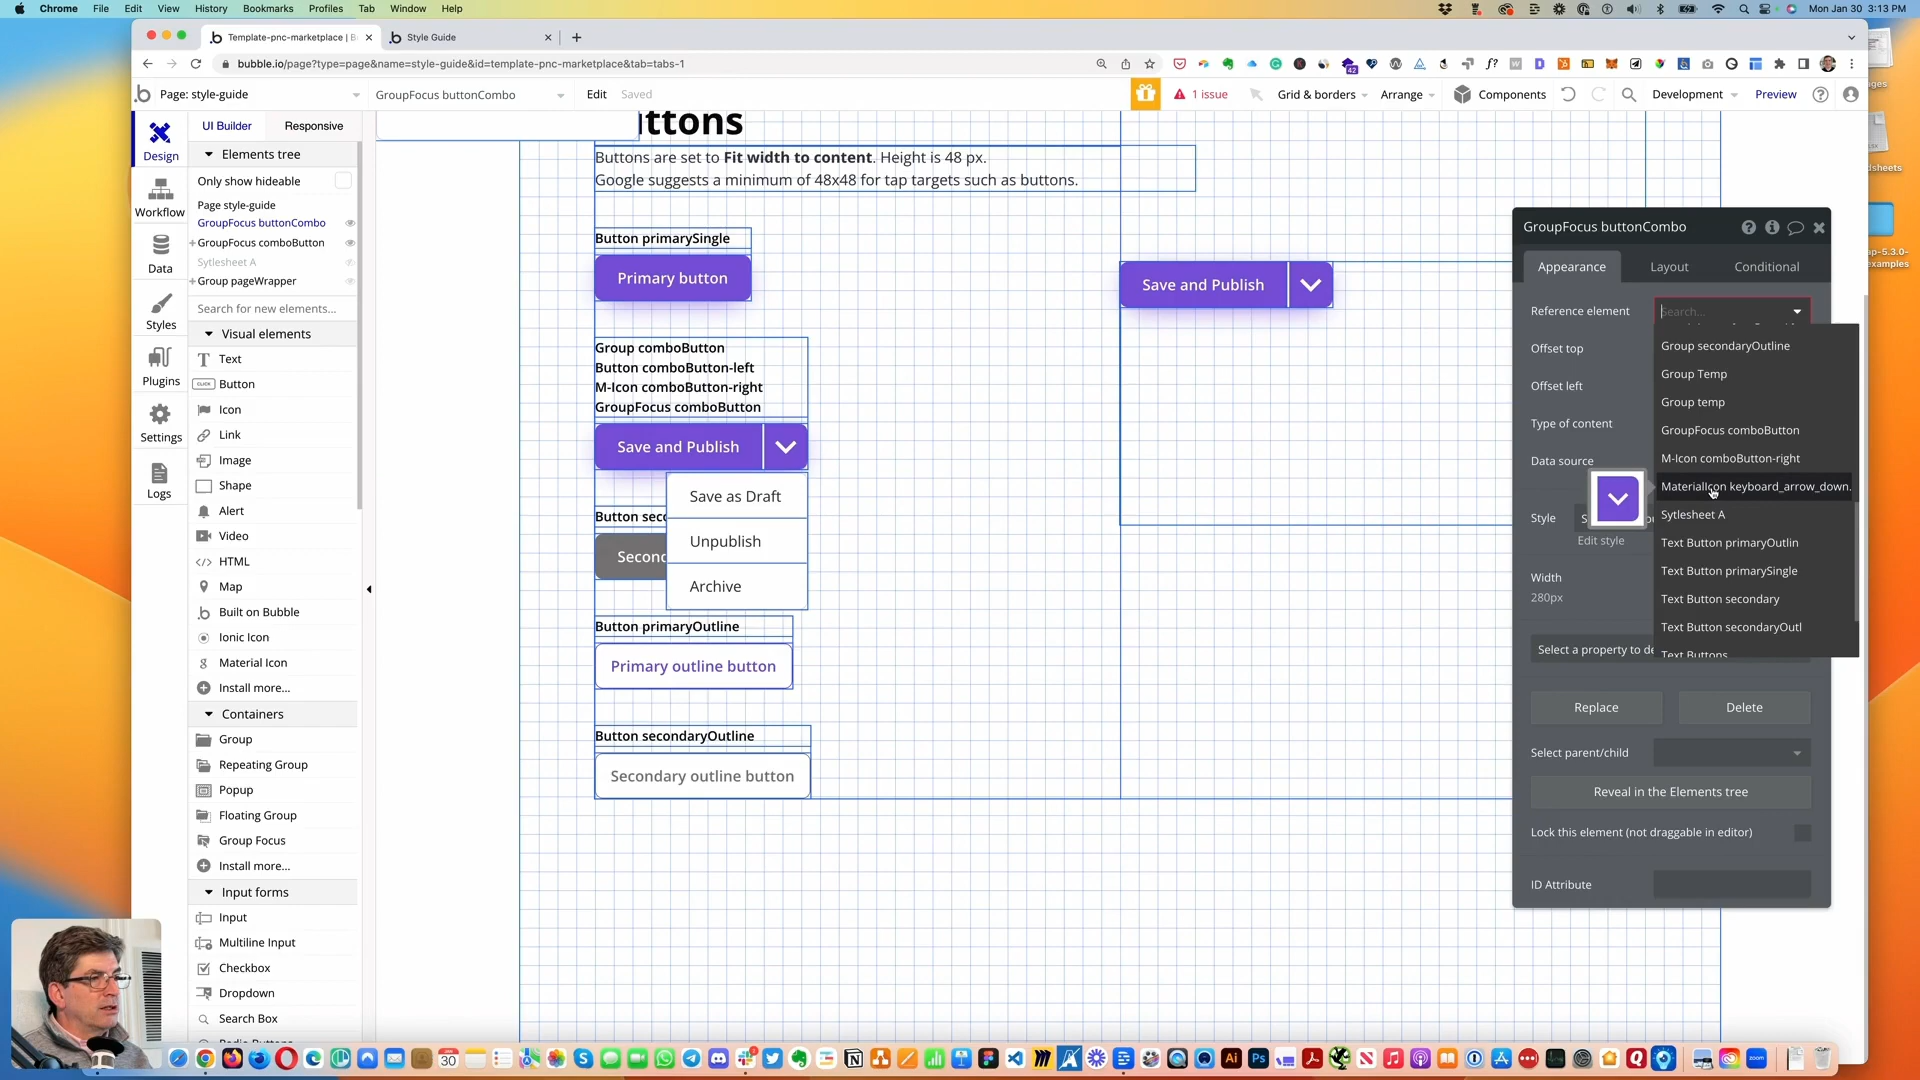 Chrome File Edit View History Bookmarks Profiles Tab Window Help
Mon Jan 30 3:13 PM
Template-pnc-marketplace | B
Style Guide
bubble.io/page?type=page&name=style-guide&id=template-pnc-marketplace&tab=tabs-1
42
Page: style-guide
GroupFocus buttonCombo
Edit
Saved
1 issue
Grid & borders
Arrange
Components
Development
Preview
Design
Workflow
Data
Styles
Plugins
Settings
Logs
UI Builder
Responsive
Elements tree
Only show hideable
Page style-guide
GroupFocus buttonCombo
GroupFocus comboButton
Sytlesheet A
Group pageWrapper
Search for new elements...
Visual elements
Text
CLICK
Button
Icon
Link
Image
Shape
Alert
Video
</> HTML
Map
Built on Bubble
Ionic Icon
Material Icon
Install more...
Containers
Group
Repeating Group
Popup
Floating Group
Group Focus
Install more...
Input forms
Input
Multiline Input
Checkbox
Dropdown
Search Box
ttons
Buttons are set to Fit width to content. Height is 48 px.
Google suggests a minimum of 48x48 for tap targets such as buttons.
Button primarySingle
Primary button
Group comboButton
Button comboButton-left
M-Icon comboButton-right
GroupFocus comboButton
Save and Publish
Save as Draft
Unpublish
Archive
Button seco
Second
Button primaryOutline
Primary outline button
Button secondaryOutline
Secondary outline button
Save and Publish
GroupFocus buttonCombo
Appearance
Layout
Conditional
Reference element
Search...
Offset top
Offset left
Type of content
Data source
Style
Edit style
Width
280px
Select a property to de
Group secondaryOutline
Group Temp
Group temp
GroupFocus comboButton
M-Icon comboButton-right
MaterialIcon keyboard_arrow_down.
Sytlesheet A
Text Button primaryOutlin
Text Button primarySingle
Text Button secondary
Text Button secondaryOutl
Text Buttons
Replace
Delete
Select parent/child
Reveal in the Elements tree
Lock this element (not draggable in editor)
ID Attribute